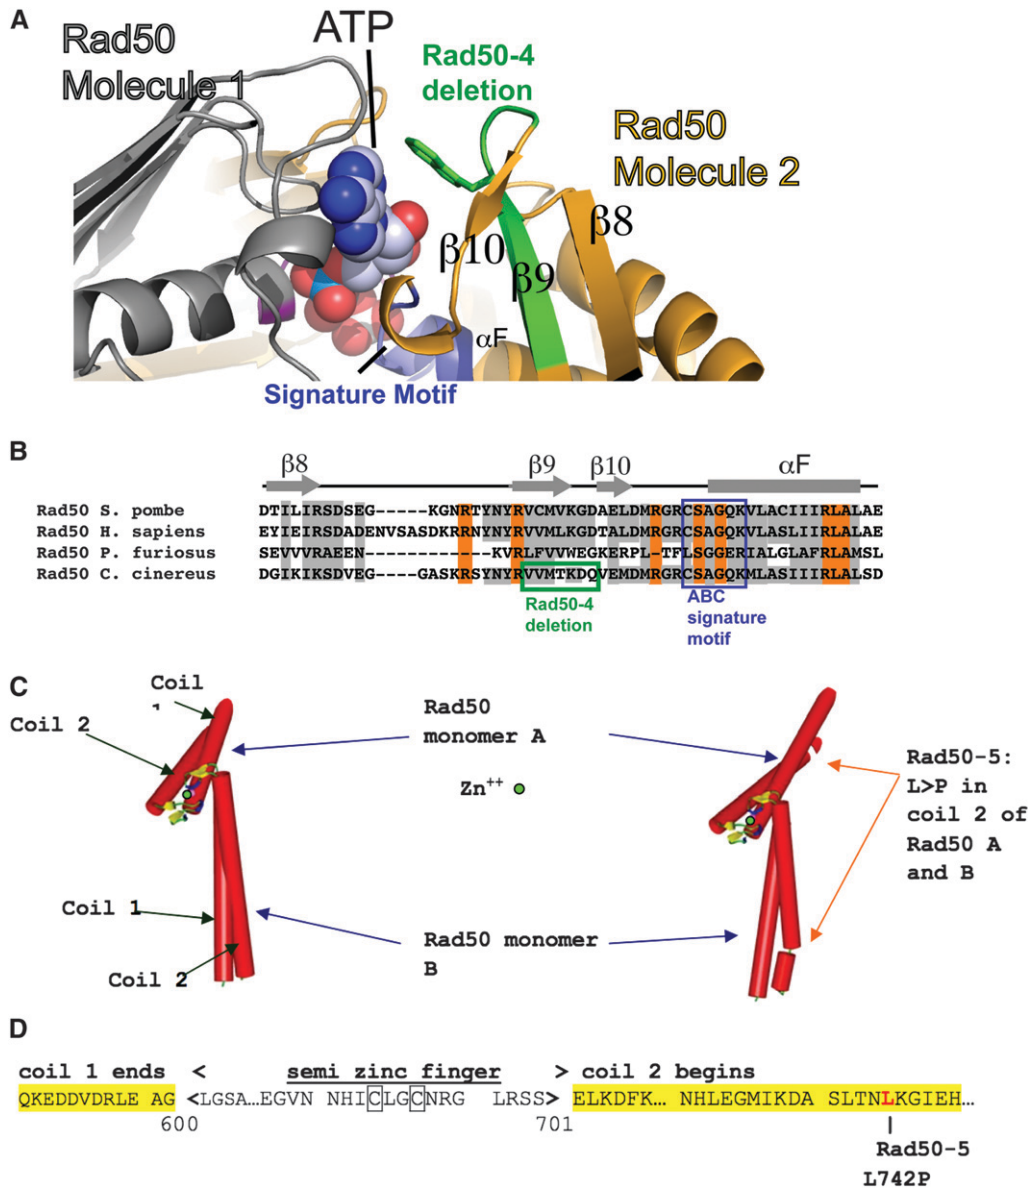 A
Rad50
Molecule 1
ATP
Rad50-4
deletion
Rad50
Molecule 2
β10
β9
β8
αF
Signature Motif
B
β8 β9 β10 αF
Rad50 S. pombe DTILIRSDSEG-----KGNRTYNYRVCMVKGDAELDMRGRCSAGQKVLACIIIRLALAE
Rad50 H. sapiens EYIEIRSDADENVSASDKRRNYNYRVVMLKGDTALDMRGRCSAGQKVLASLIIRLALAE
Rad50 P. furiosus SEVVVRAEEN------------KVRLFVVWEGKERPL-TFLSGGERIALGLAFRLAMSL
Rad50 C. cinereus DGIKIKSDVEG----GASKRSYNYRVVMTKDQVEMDMRGRCSAGQKMLASIIIRLALSD
Rad50-4
deletion
ABC
signature
motif
C
Coil
Coil 2
Rad50
monomer A
Zn++
Rad50-5:
L>P in
coil 2 of
Rad50 A
and B
Coil 1
Coil 2
Rad50 monomer
B
D
coil 1 ends < semi zinc finger > coil 2 begins
QKEDDVDRLE AG <LGSA…EGVN NHICLGCNRG LRSS> ELKDFK… NHLEGMIKDA SLTNLKGIEH…
600 701
Rad50-5
L742P